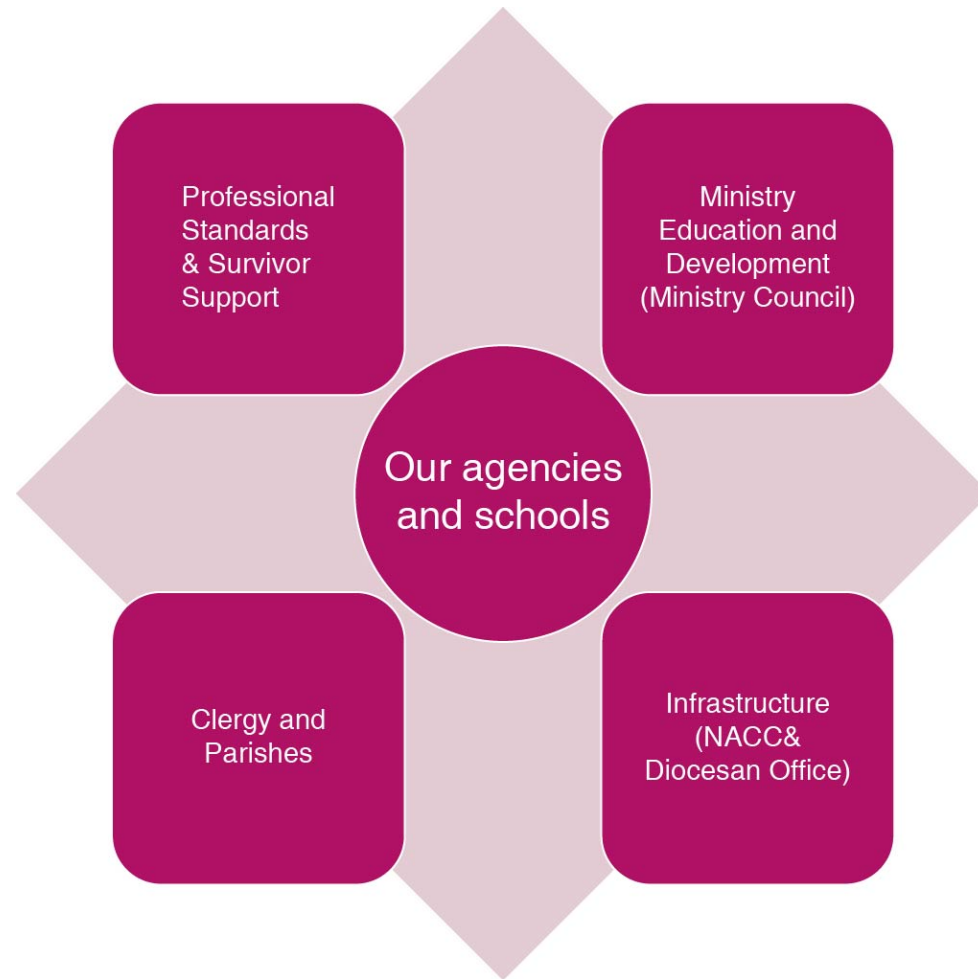 Professional
Standards
& Survivor
Support
Ministry
Education and
Development
(Ministry Council)
Our agencies
and schools
Clergy and
Parishes
Infrastructure
(NACC&
Diocesan Office)